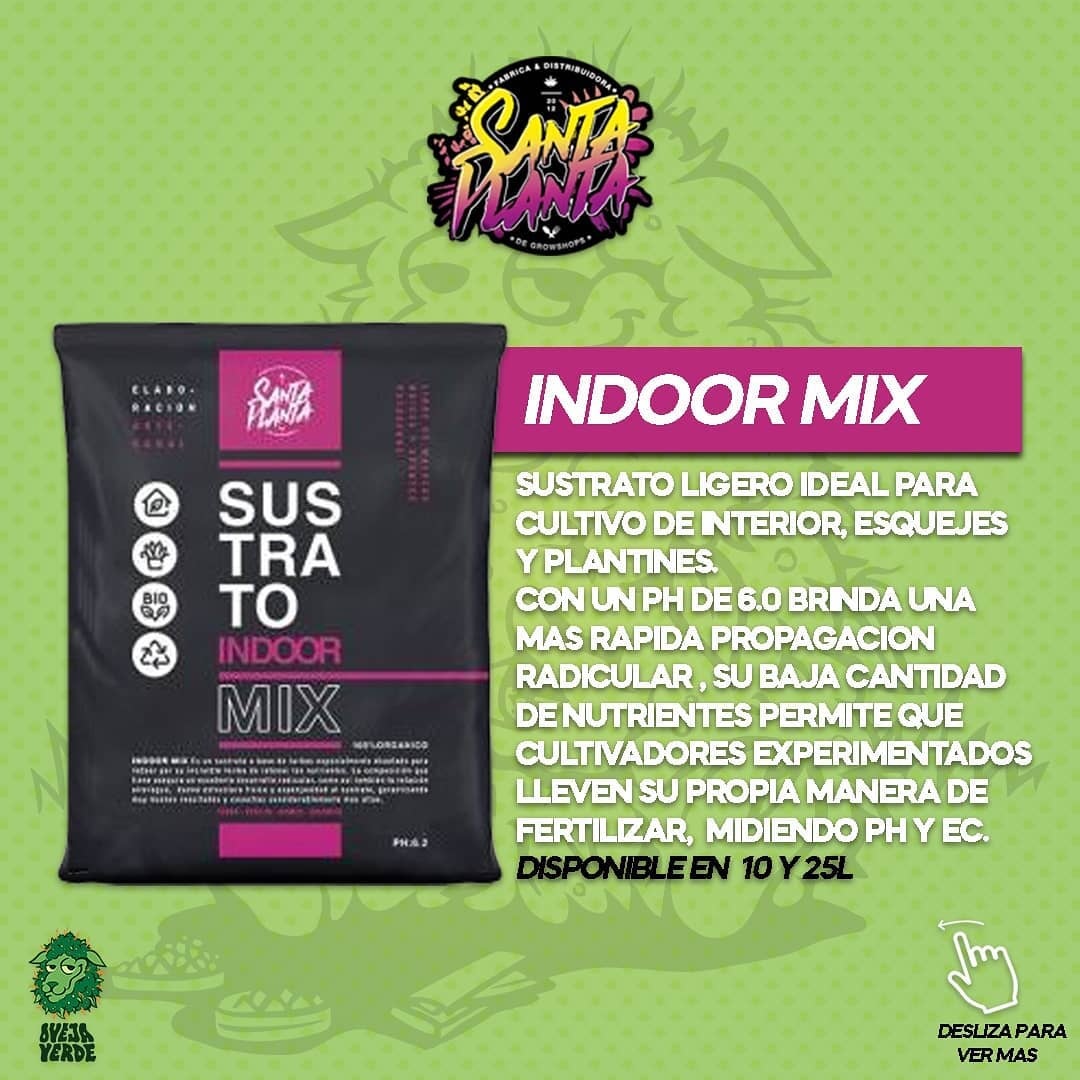 FABRICA & DISTRIBUIDORA
20
12
SANTA
PLANTA
DE GROWSHOPS
ELABO-
RACION
SANTA
PLANTA
SUS
TRA
TO
INDOOR
MIX
BIO
100% ORGANICO
PH:6.2
INDOOR MIX
SUSTRATO LIGERO IDEAL PARA
CULTIVO DE INTERIOR, ESQUEJES
Y PLANTINES.
CON UN PH DE 6.0 BRINDA UNA
MAS RAPIDA PROPAGACION
RADICULAR , SU BAJA CANTIDAD
DE NUTRIENTES PERMITE QUE
CULTIVADORES EXPERIMENTADOS
LLEVEN SU PROPIA MANERA DE
FERTILIZAR, MIDIENDO PH Y EC.
DISPONIBLE EN 10 Y 25L
OVEJA
VERDE
DESLIZA PARA
VER MAS